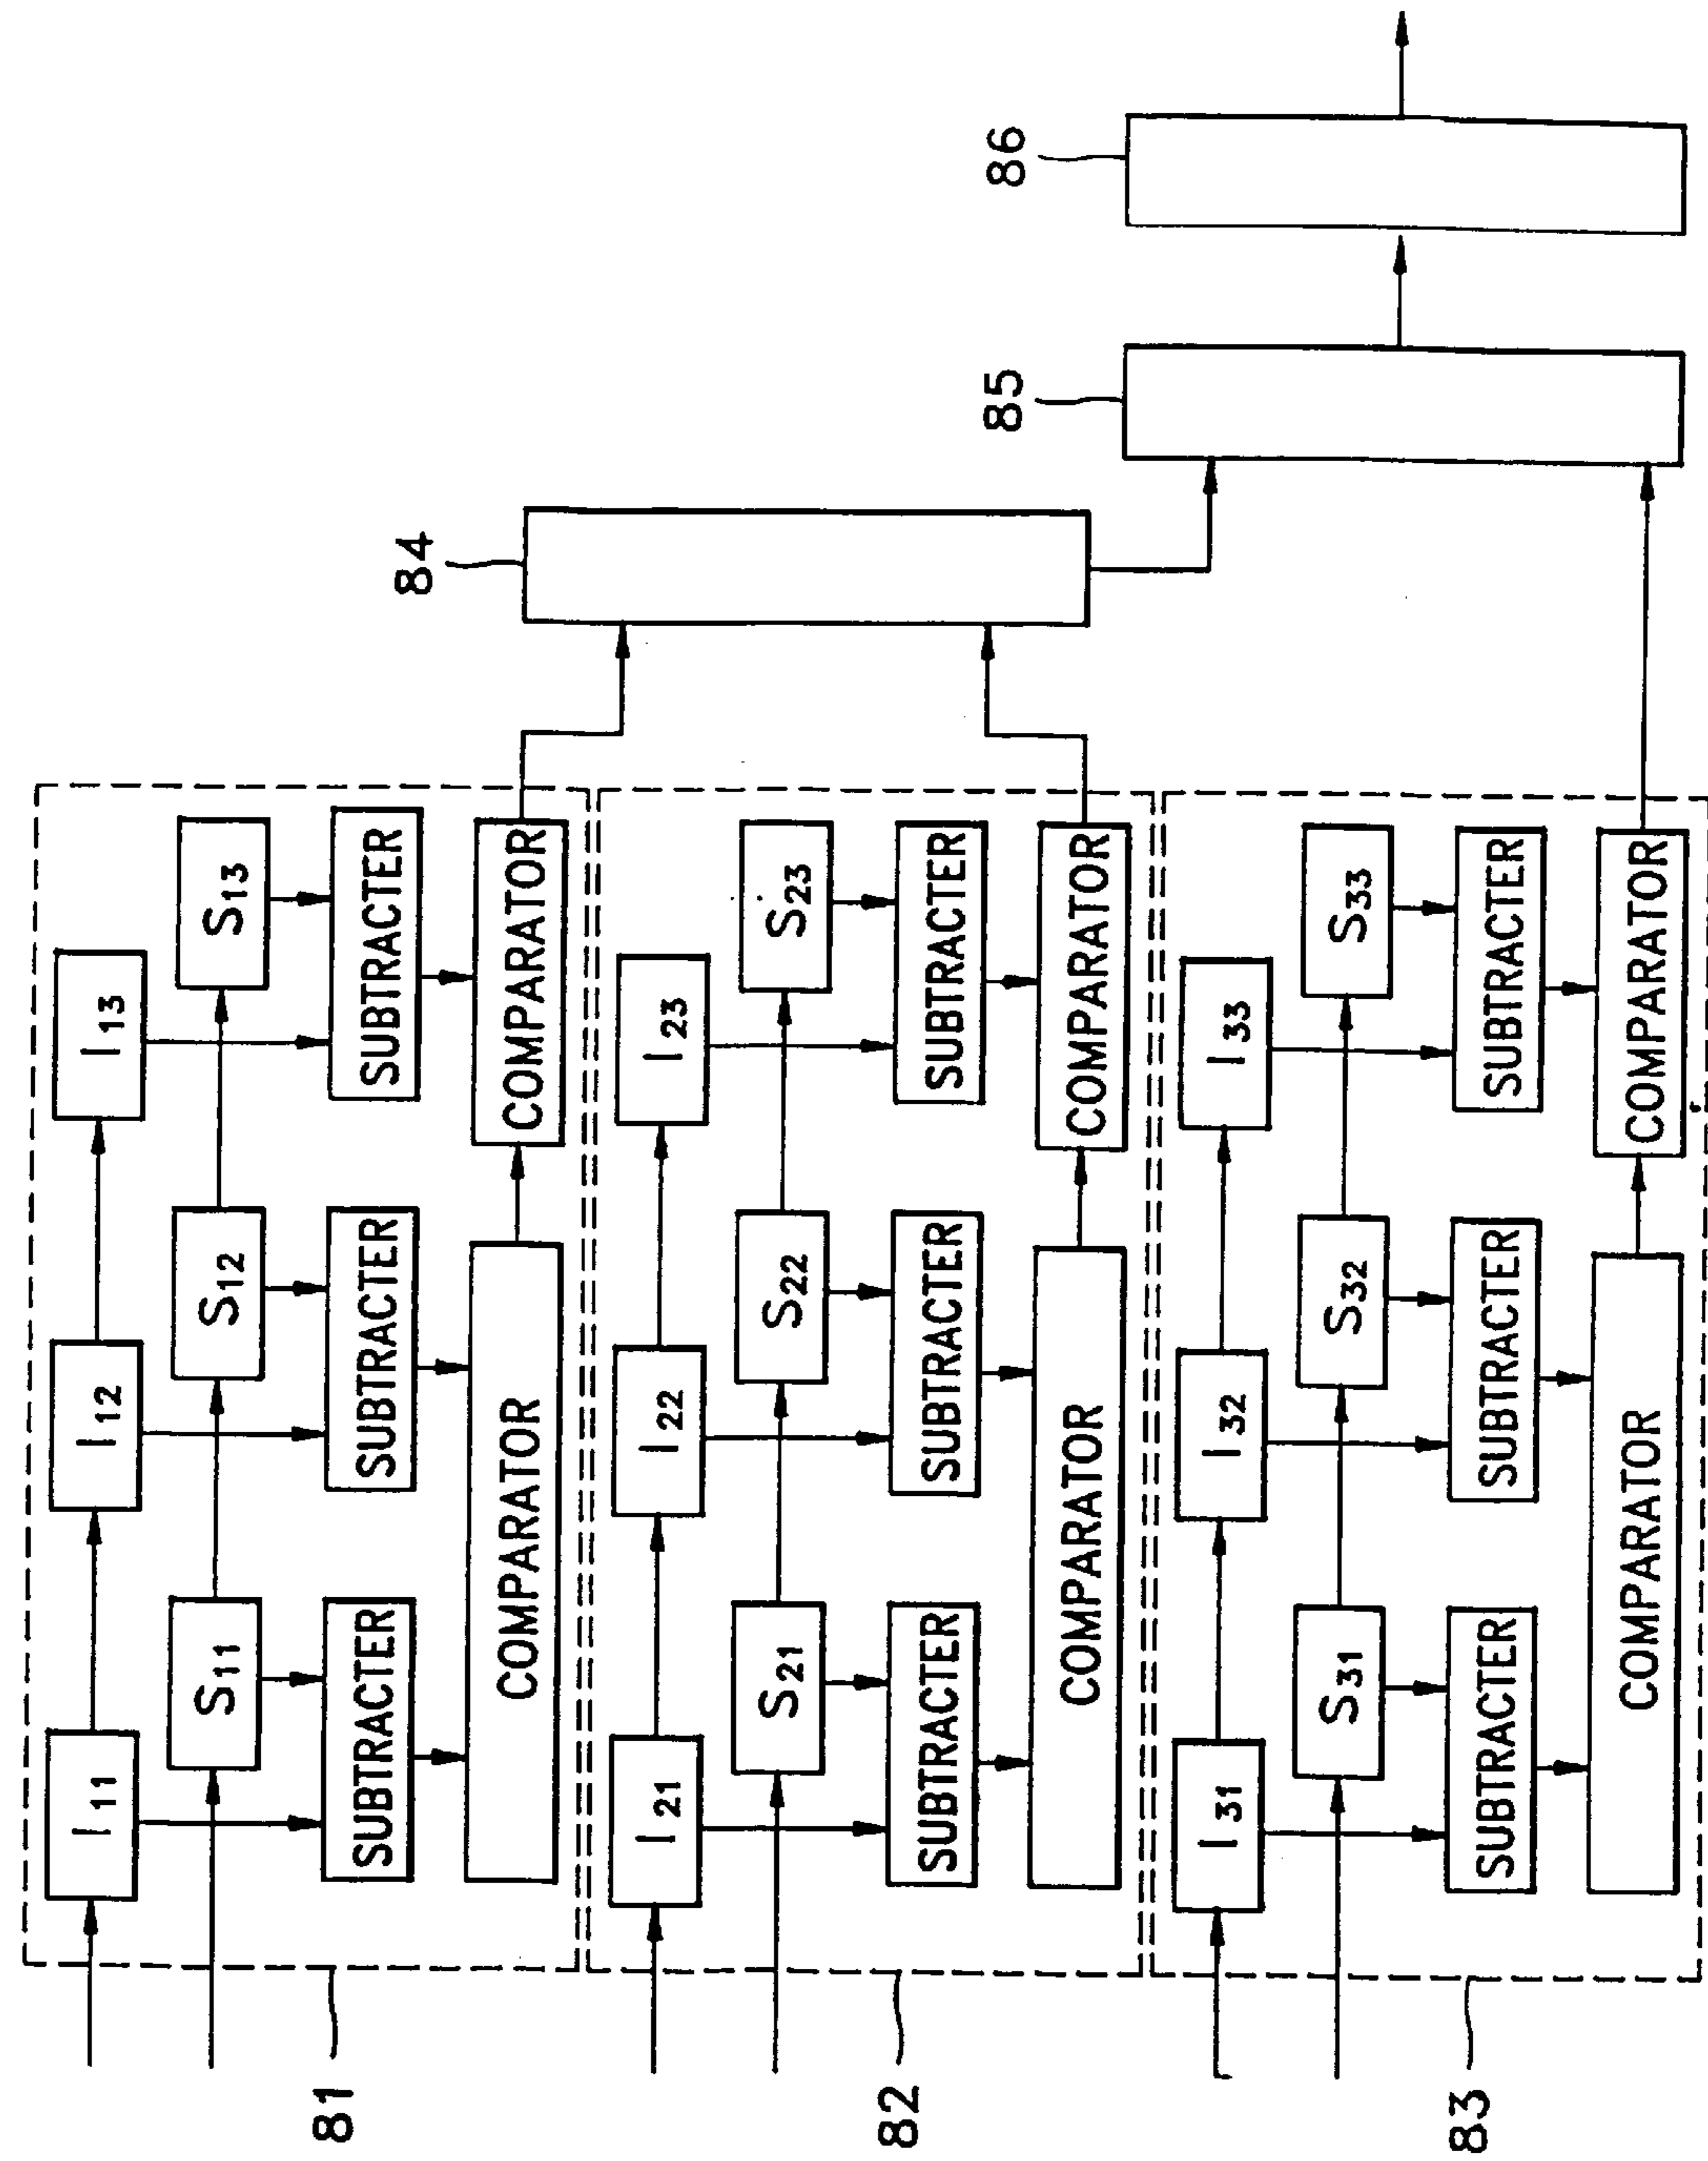 I11
I12
I13
S11
S12
S13
SUBTRACTER
SUBTRACTER
SUBTRACTER
COMPARATOR
COMPARATOR
81
I21
I22
I23
S21
S22
S23
SUBTRACTER
SUBTRACTER
SUBTRACTER
COMPARATOR
COMPARATOR
82
I31
I32
I33
S31
S32
S33
SUBTRACTER
SUBTRACTER
SUBTRACTER
COMPARATOR
COMPARATOR
83
84
85
86